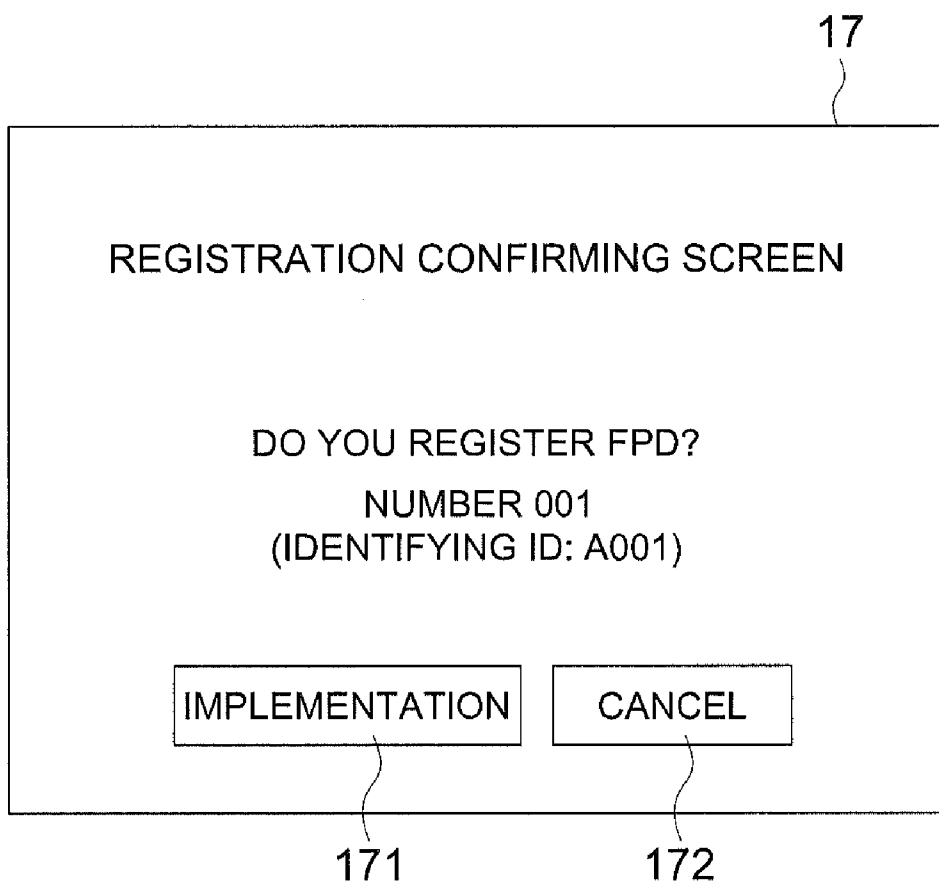 17
REGISTRATION CONFIRMING SCREEN
DO YOU REGISTER FPD?
NUMBER 001
(IDENTIFYING ID: A001)
IMPLEMENTATION
CANCEL
171
172